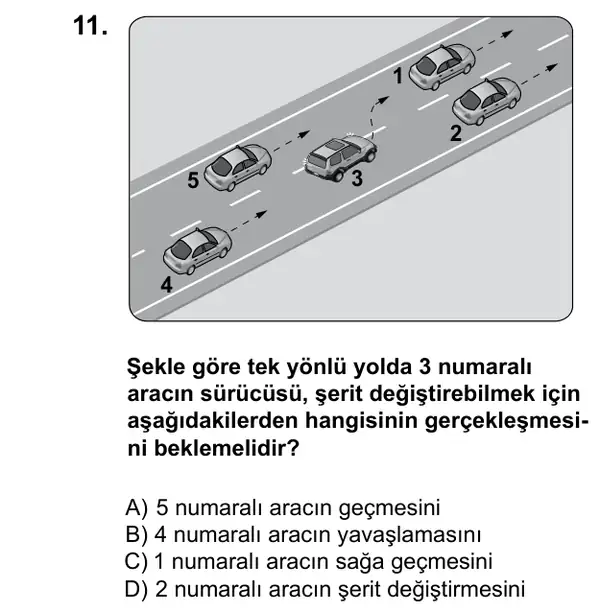 11.
1
2
5
3
4
Şekle göre tek yönlü yolda 3 numaralı
aracın sürücüsü, şerit değiştirebilmek için
aşağıdakilerden hangisinin gerçekleşmesi-
ni beklemelidir?
A) 5 numaralı aracın geçmesini
B) 4 numaralı aracın yavaşlamasını
C) 1 numaralı aracın sağa geçmesini
D) 2 numaralı aracın şerit değiştirmesini